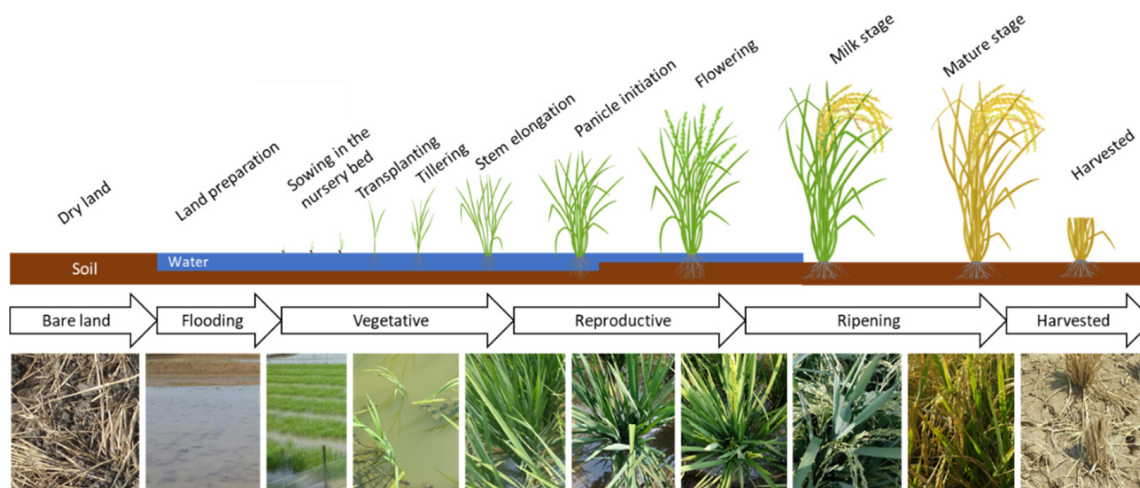 Dry land
Land preparation
Sowing in the
nursery bed
Transplanting
Tillering
Stem elongation
Panicle initiation
Flowering
Milk stage
Mature stage
Harvested
Soil
Water
Bare land
Flooding
Vegetative
Reproductive
Ripening
Harvested